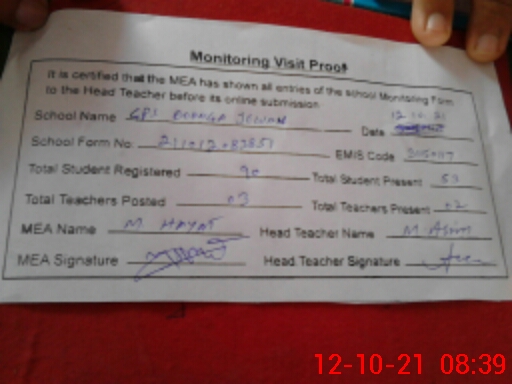 Monitoring Visit Proof
It is certified that the MEA has shown all entries of the school Monitoring Form
to the Head Teacher before its online submission
12.10.21
School Name GPS Date
School Form No EMIS Code
Total Student Registered 70 Total Student Present 53
Total Teachers Posted 03 Total Teachers Present 02
MEA Name M HAYAT Head Teacher Name M Asim
MEA Signature Head Teacher Signature
12-10-21 08:39